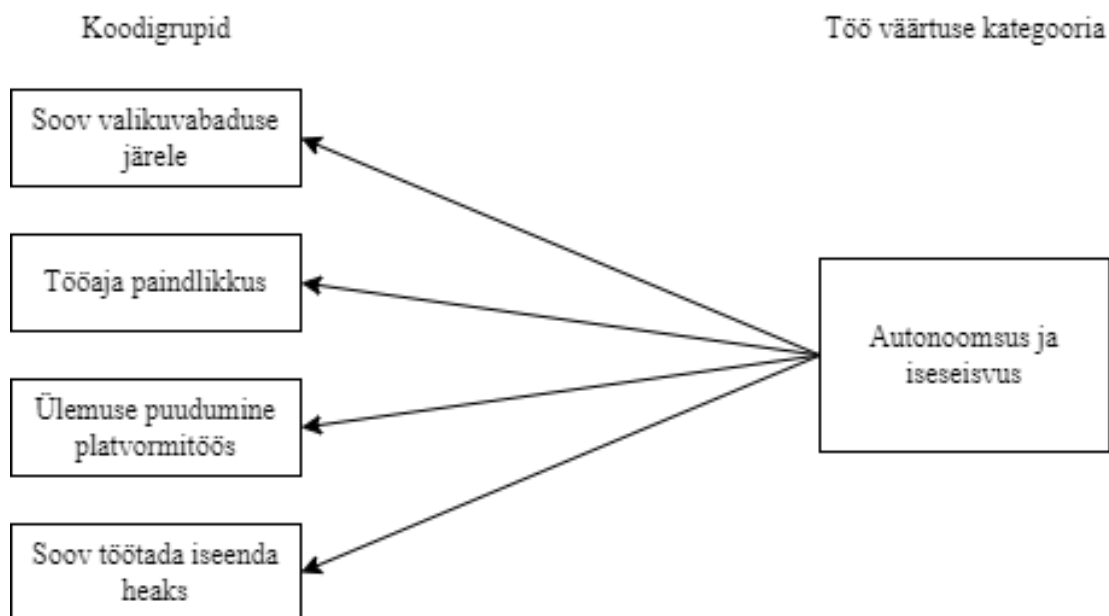 Koodigrupid
Töö väärtuse kategooria
Soov valikuvabaduse
järele
Tööaja paindlikkus
Ülemuse puudumine
platvormitöös
Soov töötada iseenda
heaks
Autonoomsus ja
iseseisvus